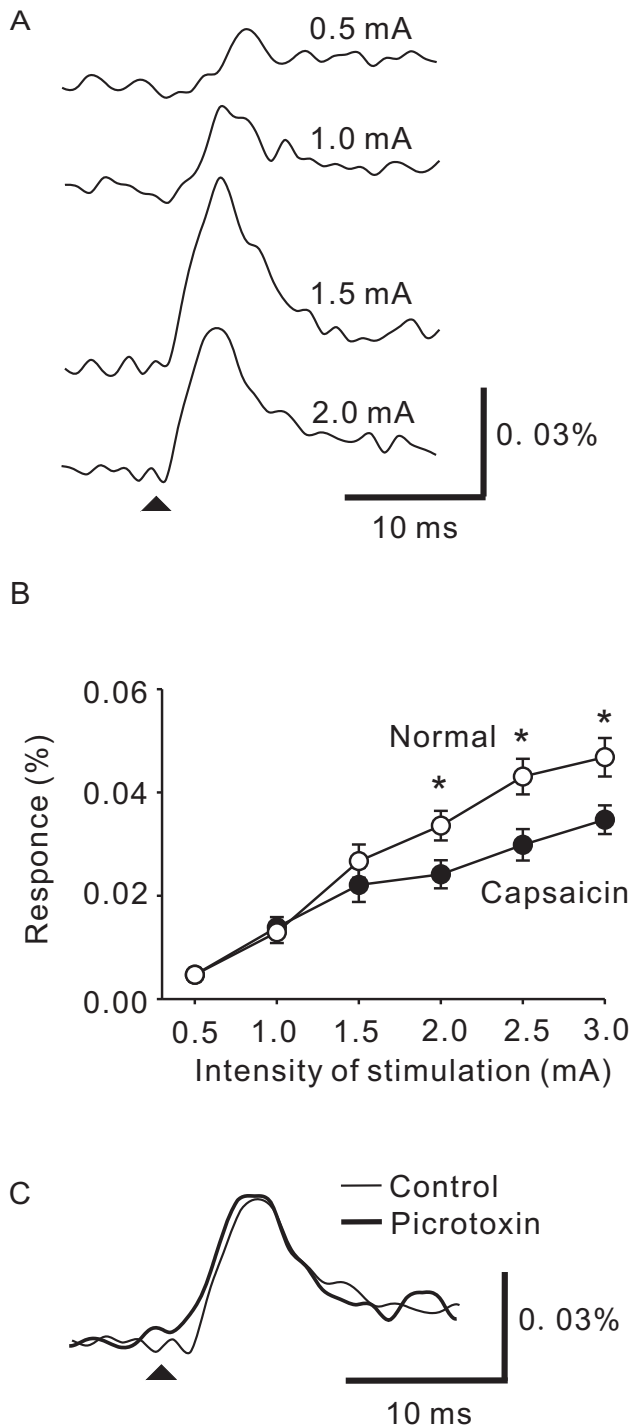 A
0.5 mA
1.0 mA
1.5 mA
2.0 mA
0. 03%
10 ms
B
0.06
0.04
0.02
0.00
Responce (%)
Normal
*
*
*
Capsaicin
0.5 1.0 1.5 2.0 2.5 3.0
Intensity of stimulation (mA)
C
Control
Picrotoxin
0. 03%
10 ms